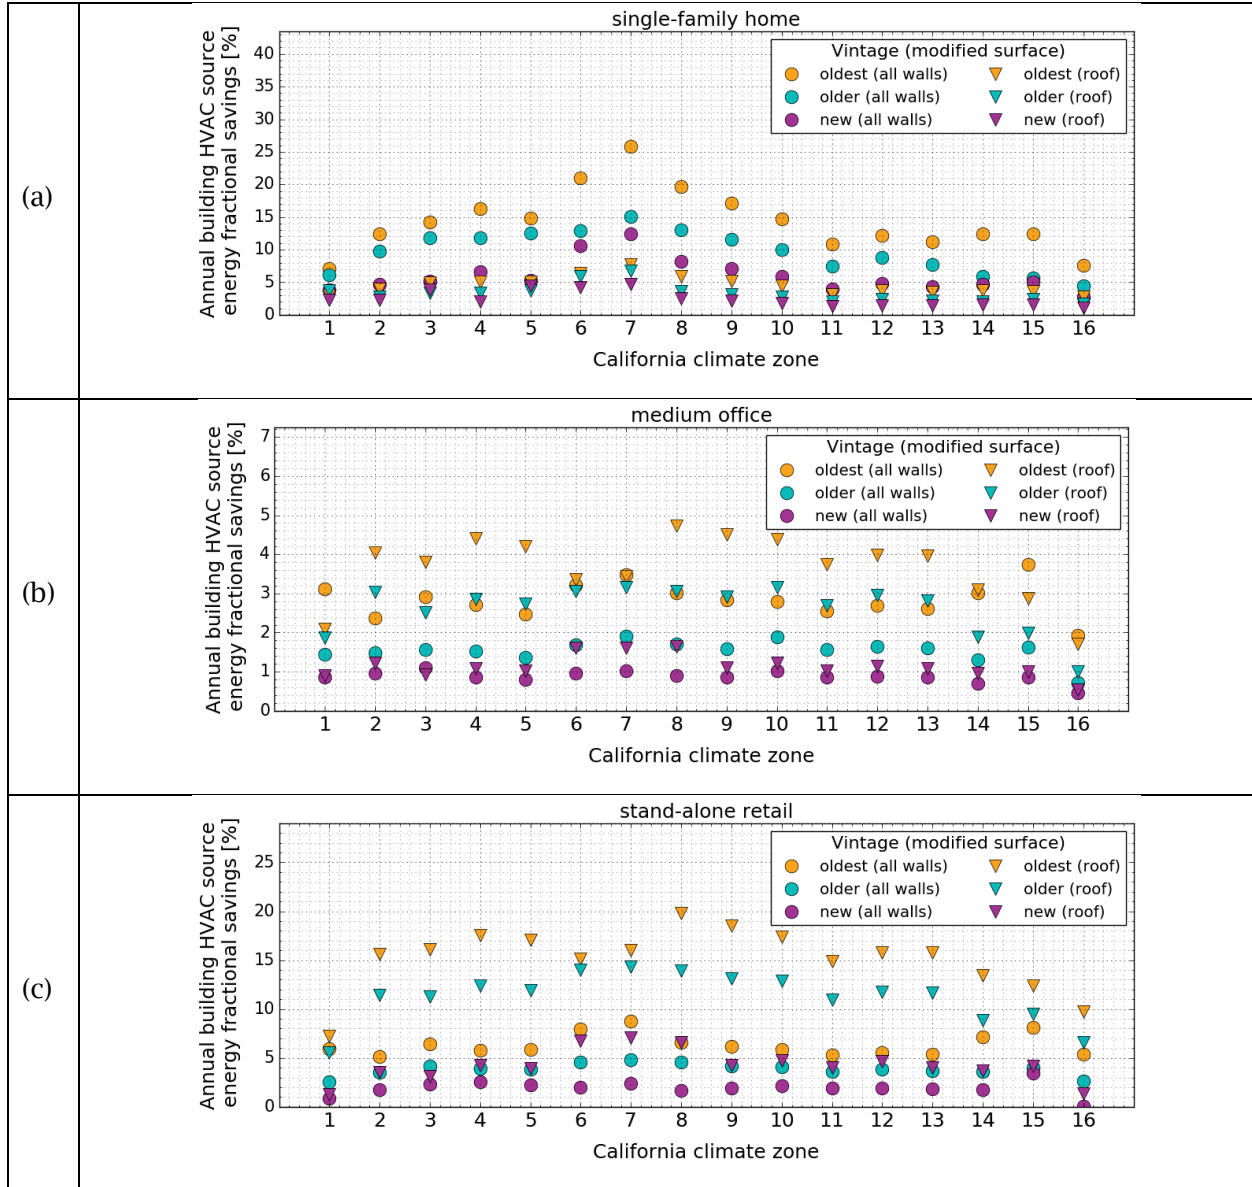 (a)
single-family home
Annual building HVAC source
energy fractional savings [%]
40
35
30
25
20
15
10
5
0
Vintage (modified surface)
oldest (all walls) oldest (roof)
older (all walls) older (roof)
new (all walls) new (roof)
1 2 3 4 5 6 7 8 9 10 11 12 13 14 15 16
California climate zone
(b)
medium office
Annual building HVAC source
energy fractional savings [%]
7
6
5
4
3
2
1
0
Vintage (modified surface)
oldest (all walls) oldest (roof)
older (all walls) older (roof)
new (all walls) new (roof)
1 2 3 4 5 6 7 8 9 10 11 12 13 14 15 16
California climate zone
(c)
stand-alone retail
Annual building HVAC source
energy fractional savings [%]
25
20
15
10
5
0
Vintage (modified surface)
oldest (all walls) oldest (roof)
older (all walls) older (roof)
new (all walls) new (roof)
1 2 3 4 5 6 7 8 9 10 11 12 13 14 15 16
California climate zone